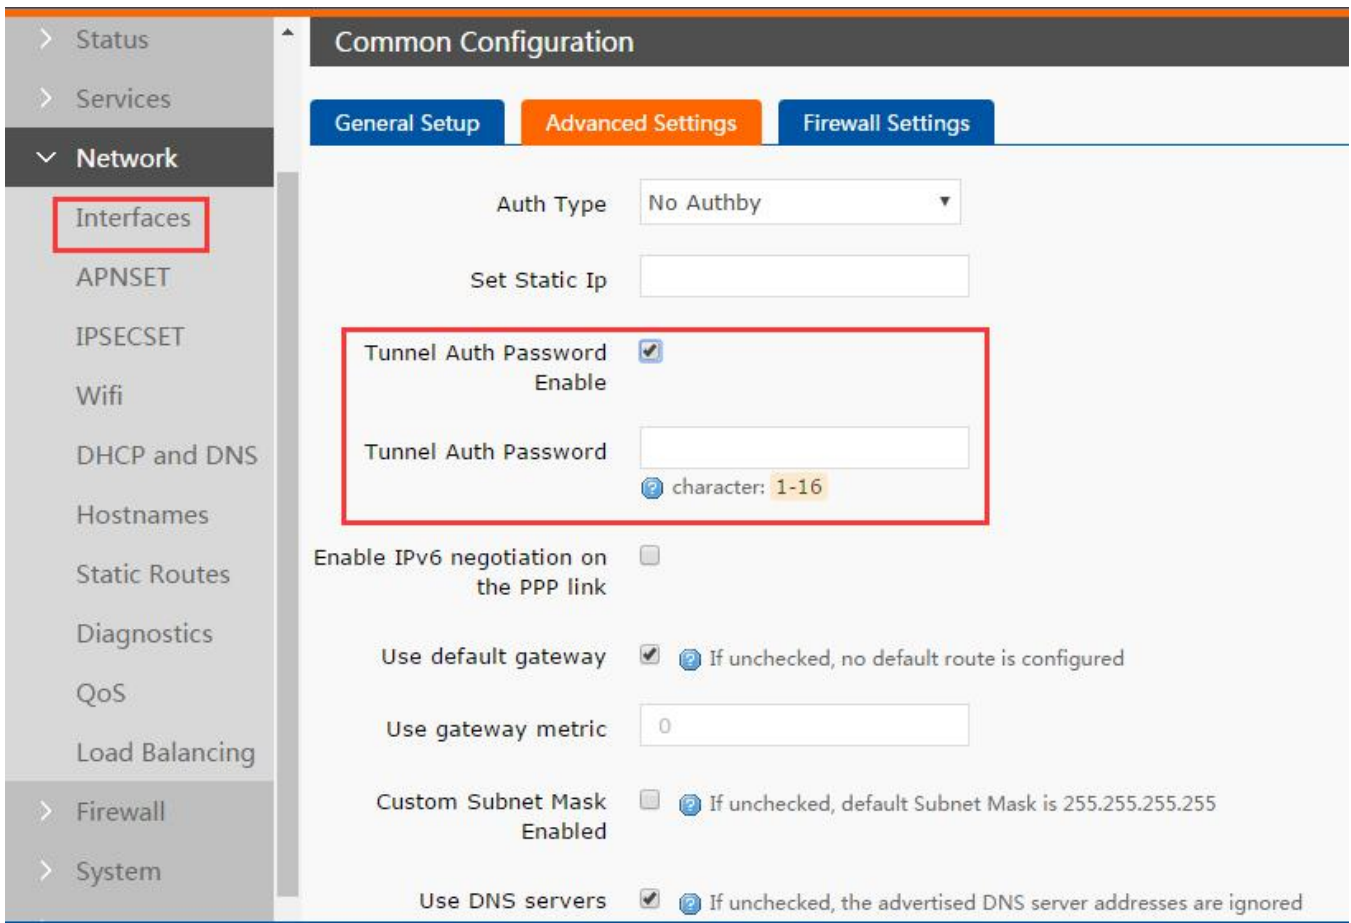 Status
Services
Network
Interfaces
APNSET
IPSECSET
Wifi
DHCP and DNS
Hostnames
Static Routes
Diagnostics
QoS
Load Balancing
Firewall
System
Common Configuration
General Setup
Advanced Settings
Firewall Settings
Auth Type
No Authby
Set Static Ip
Tunnel Auth Password
Enable
Tunnel Auth Password
character: 1-16
Enable IPv6 negotiation on
the PPP link
Use default gateway
If unchecked, no default route is configured
Use gateway metric
0
Custom Subnet Mask
Enabled
If unchecked, default Subnet Mask is 255.255.255.255
Use DNS servers
If unchecked, the advertised DNS server addresses are ignored